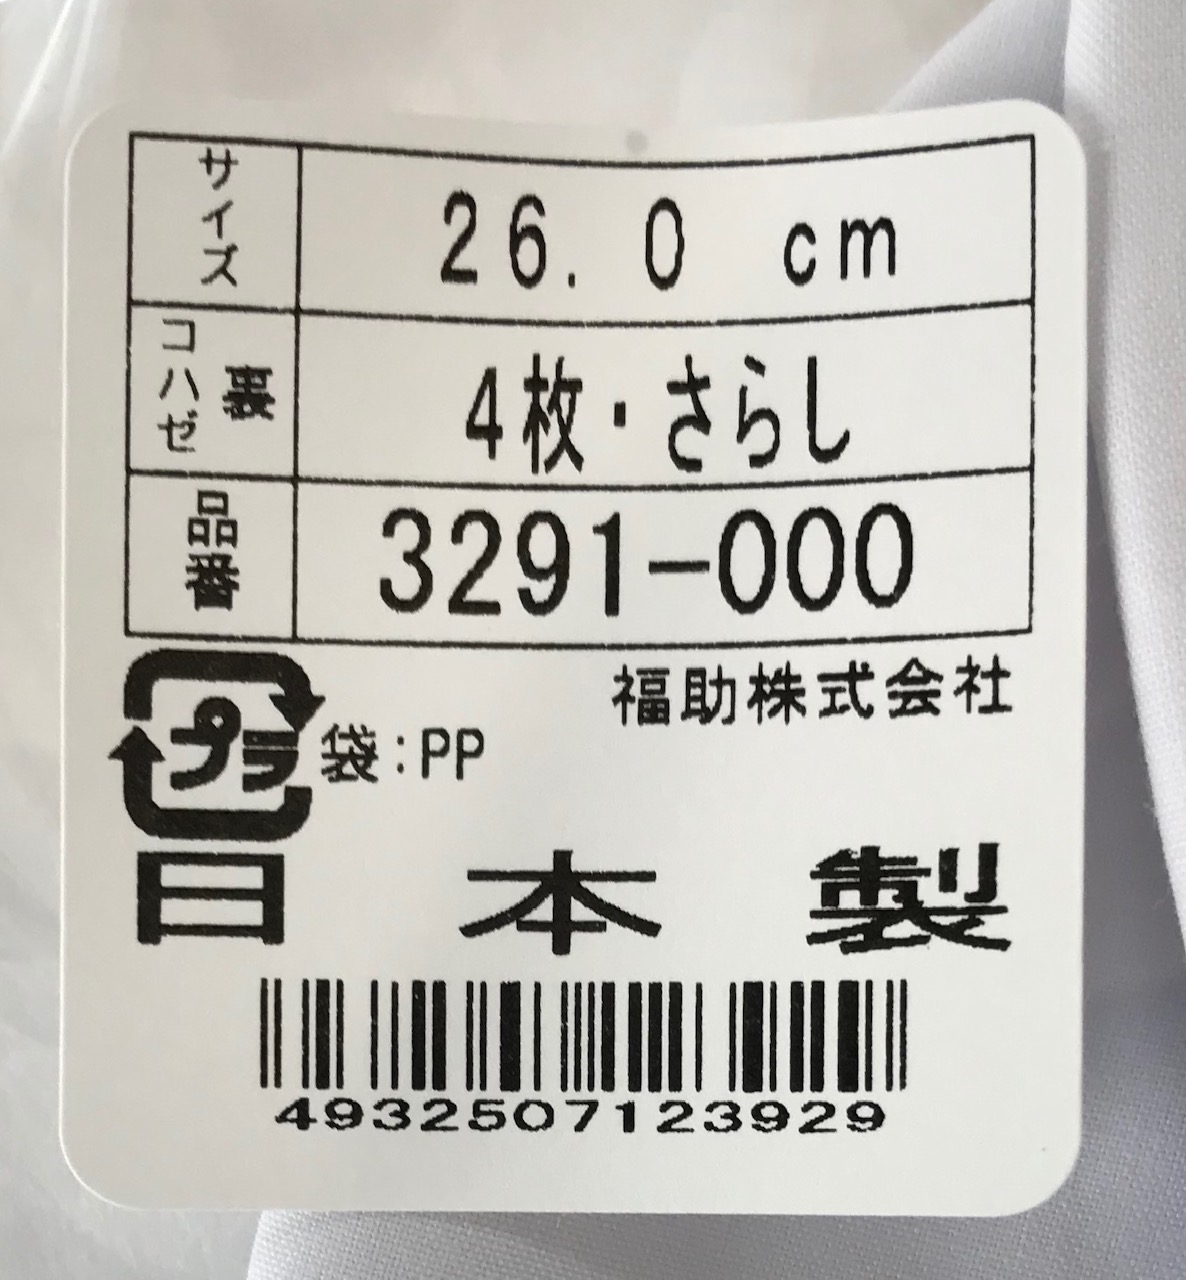 サイズ 26.0 cm
コハゼ 裏 4枚・さらし
品番 3291-000
福助株式会社
プラ 袋:PP
日本製
4932507123929